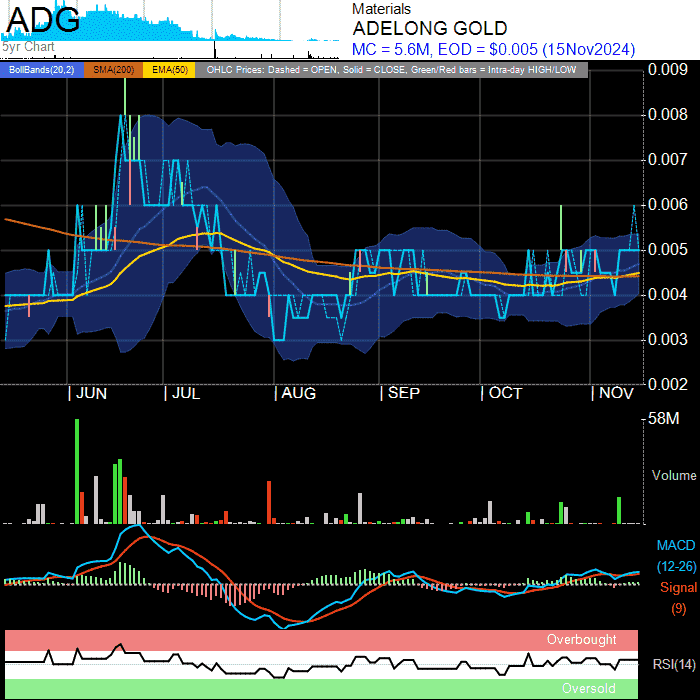 ADG
5yr Chart
Materials
ADELONG GOLD
MC = 5.6M, EOD = $0.005 (15Nov2024)
BollBands(20,2) SMA(200) EMA(50) OHLC Prices: Dashed = OPEN, Solid = CLOSE, Green/Red bars = Intra-day HIGH/LOW
0.009
0.008
0.007
0.006
0.005
0.004
0.003
0.002
JUN JUL AUG SEP OCT NOV
58M
Volume
MACD
(12-26)
Signal
(9)
Overbought
RSI(14)
Oversold